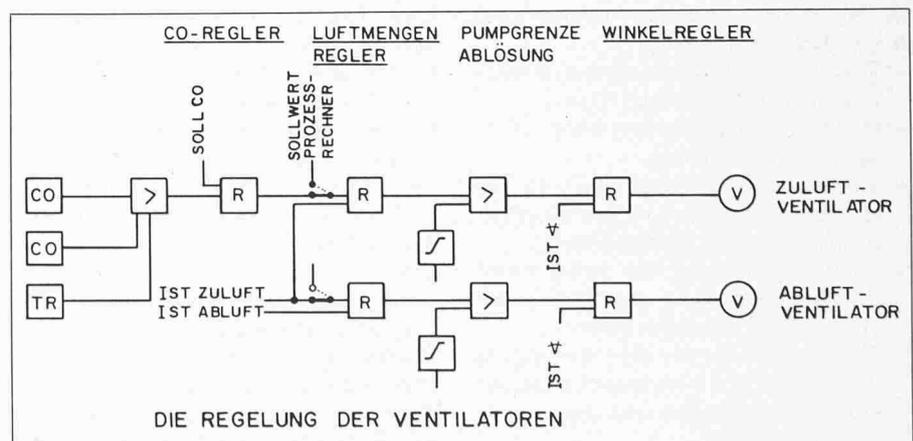 CO-REGLER
LUFTMENGEN
REGLER
PUMPGRENZE
ABLÖSUNG
WINKELREGLER
SOLL CO
SOLLWERT
PROZESS-
RECHNER
CO
>
R
R
>
R
V
ZULUFT-
VENTILATOR
CO
IST ∢
TR
IST ZULUFT
IST ABLUFT
R
>
R
V
ABLUFT-
VENTILATOR
IST ∢
DIE REGELUNG DER VENTILATOREN